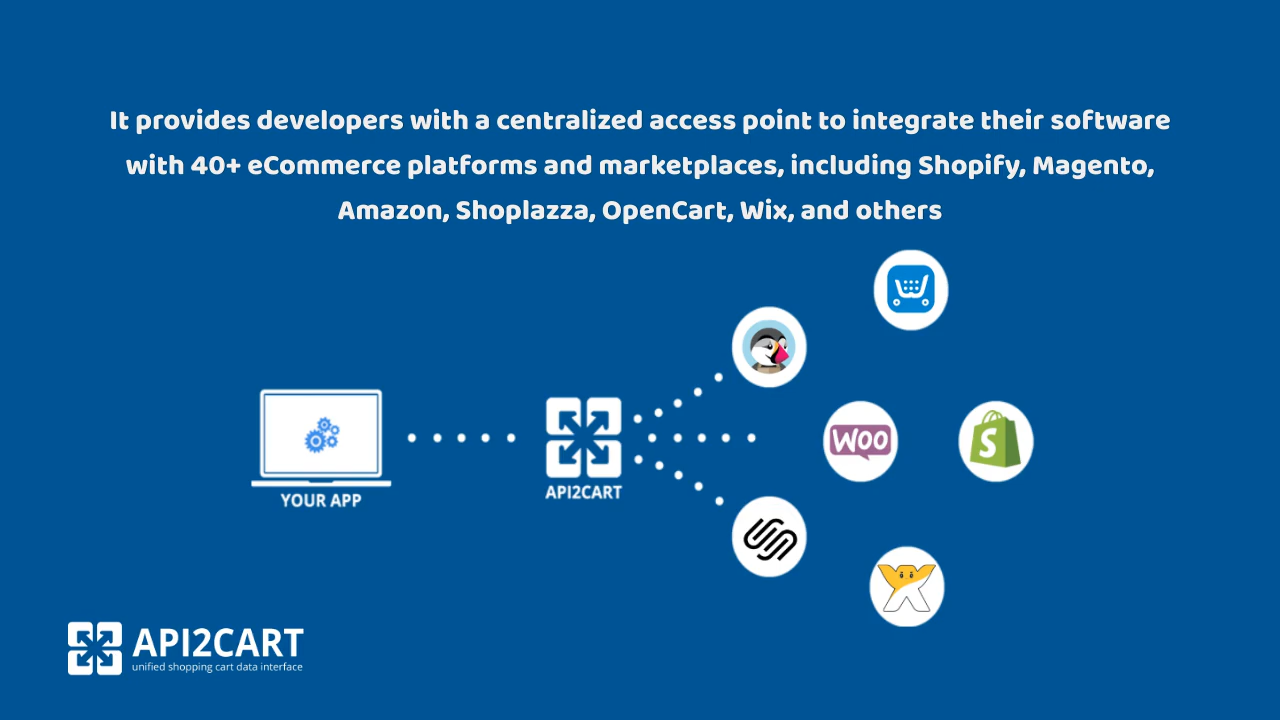 It provides developers with a centralized access point to integrate their software
with 40+ eCommerce platforms and marketplaces, including Shopify, Magento,
Amazon, Shoplazza, OpenCart, Wix, and others
WOO
S
YOUR APP
API2CART
API2CART
unified shopping cart data interface